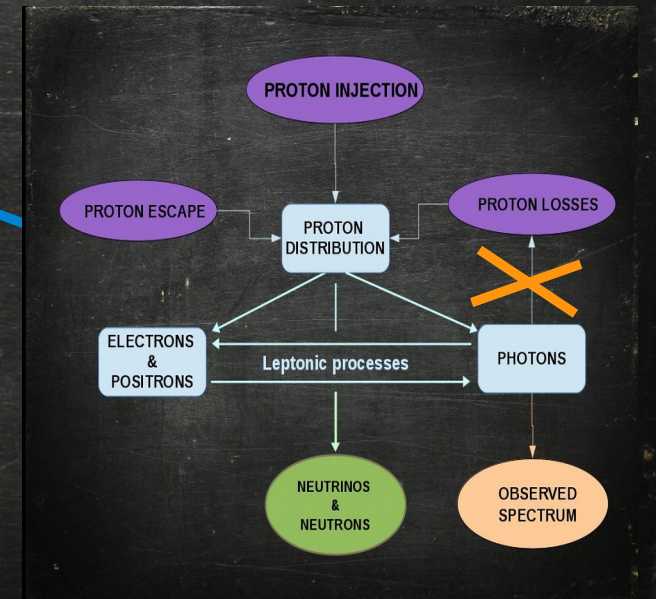 PROTON INJECTION
PROTON ESCAPE
PROTON LOSSES
PROTON
DISTRIBUTION
ELECTRONS
&
POSITRONS
Leptonic processes
PHOTONS
NEUTRINOS
&
NEUTRONS
OBSERVED
SPECTRUM